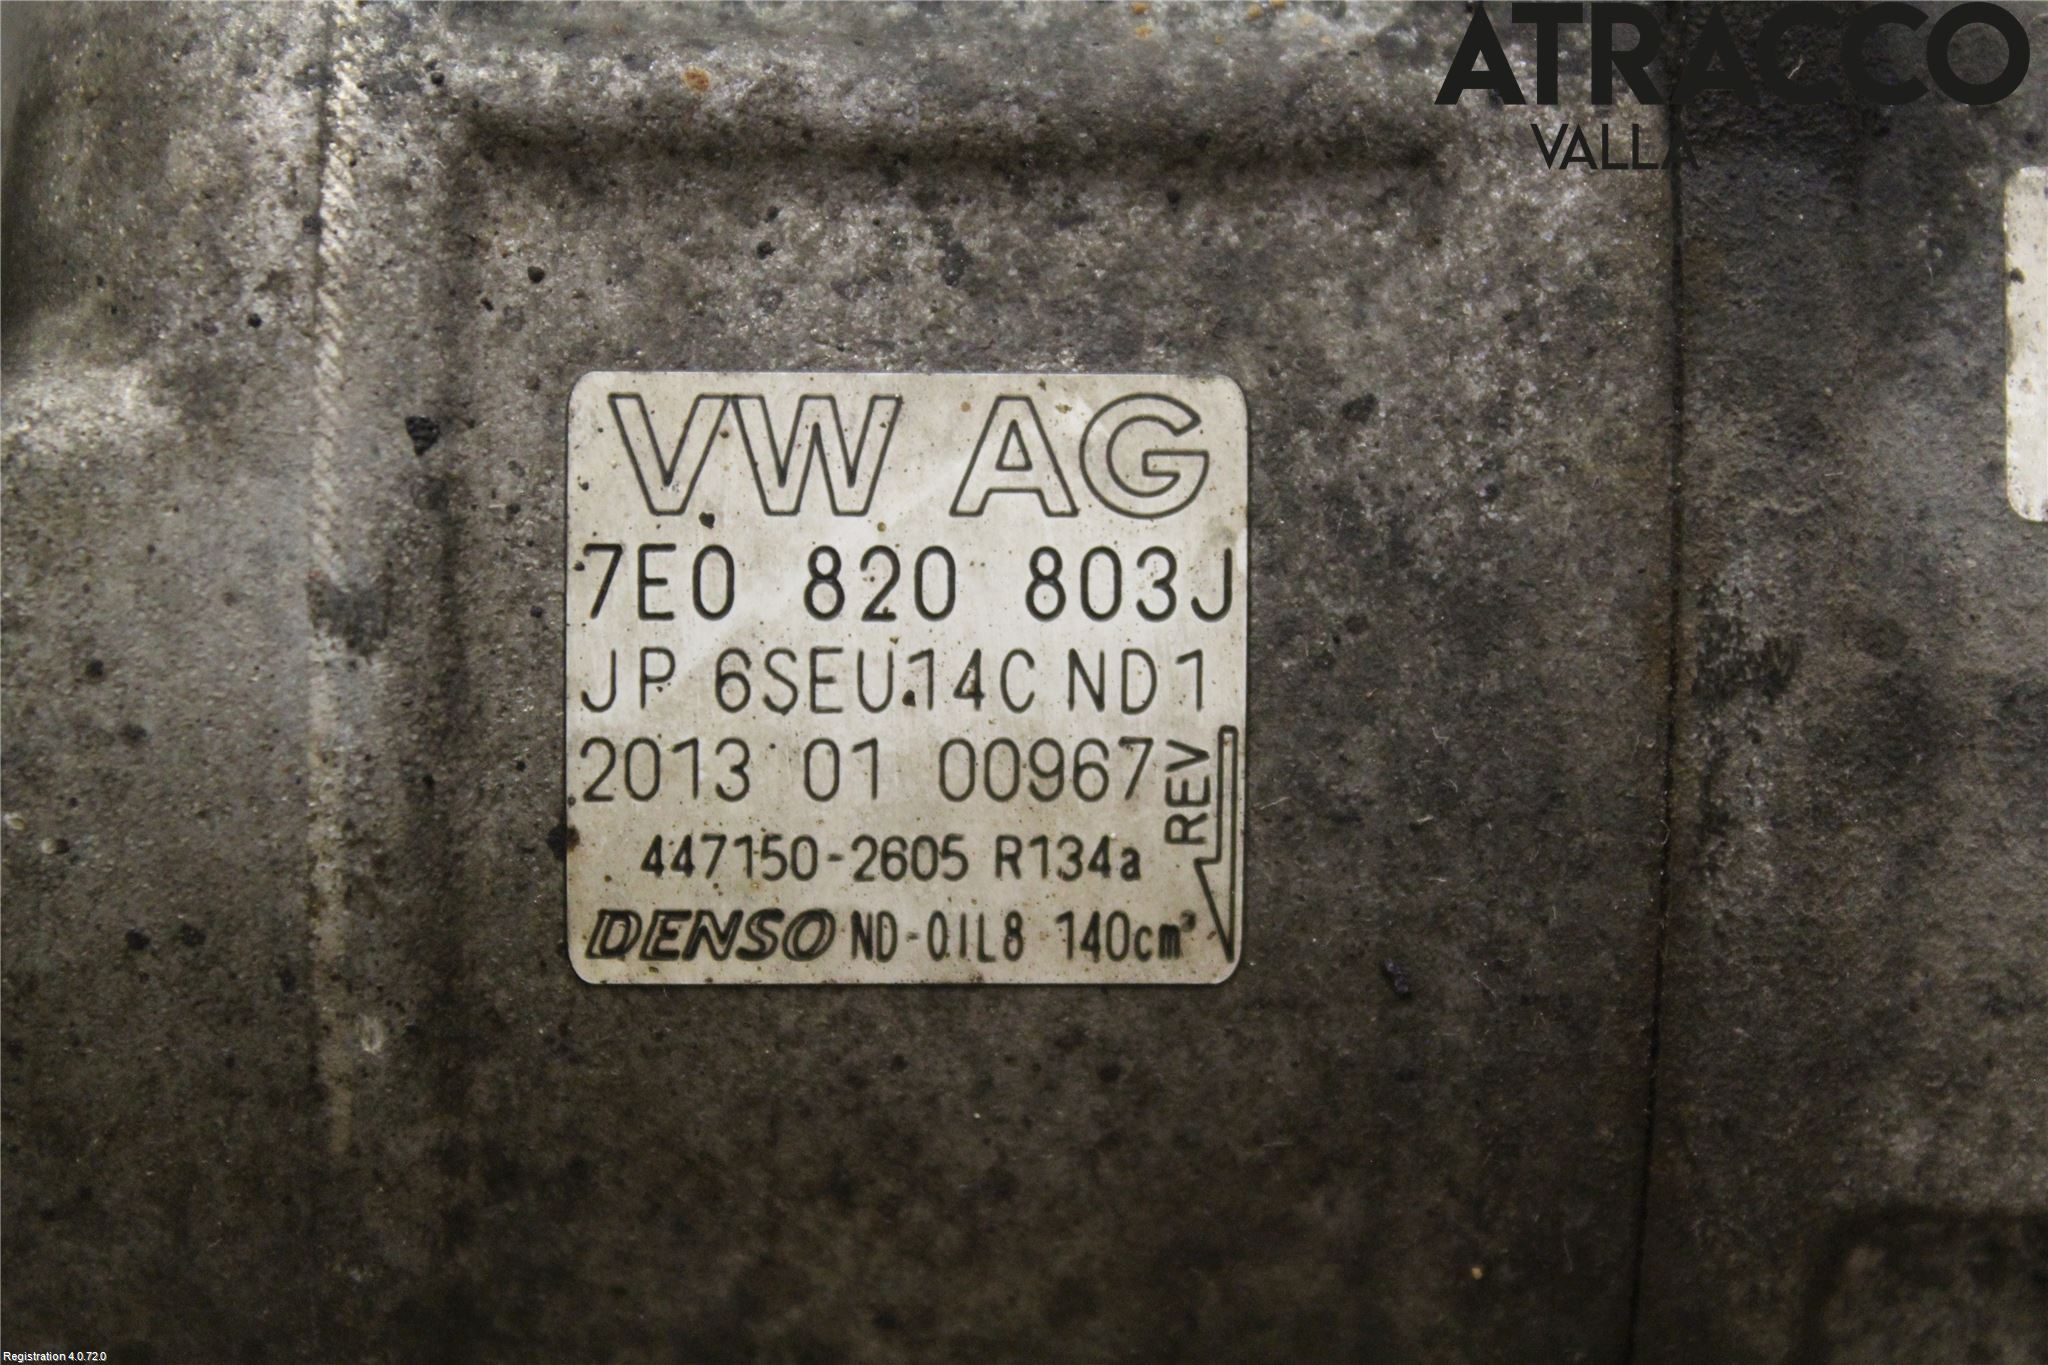 ATRACCO
VALLA
VW AG
7E0 820 803J
JP 6SEU14C ND1
2013 01 00967
REV
447150-2605 R134a
DENSO ND-OIL8 140cm³
Registration 4.0.72.0